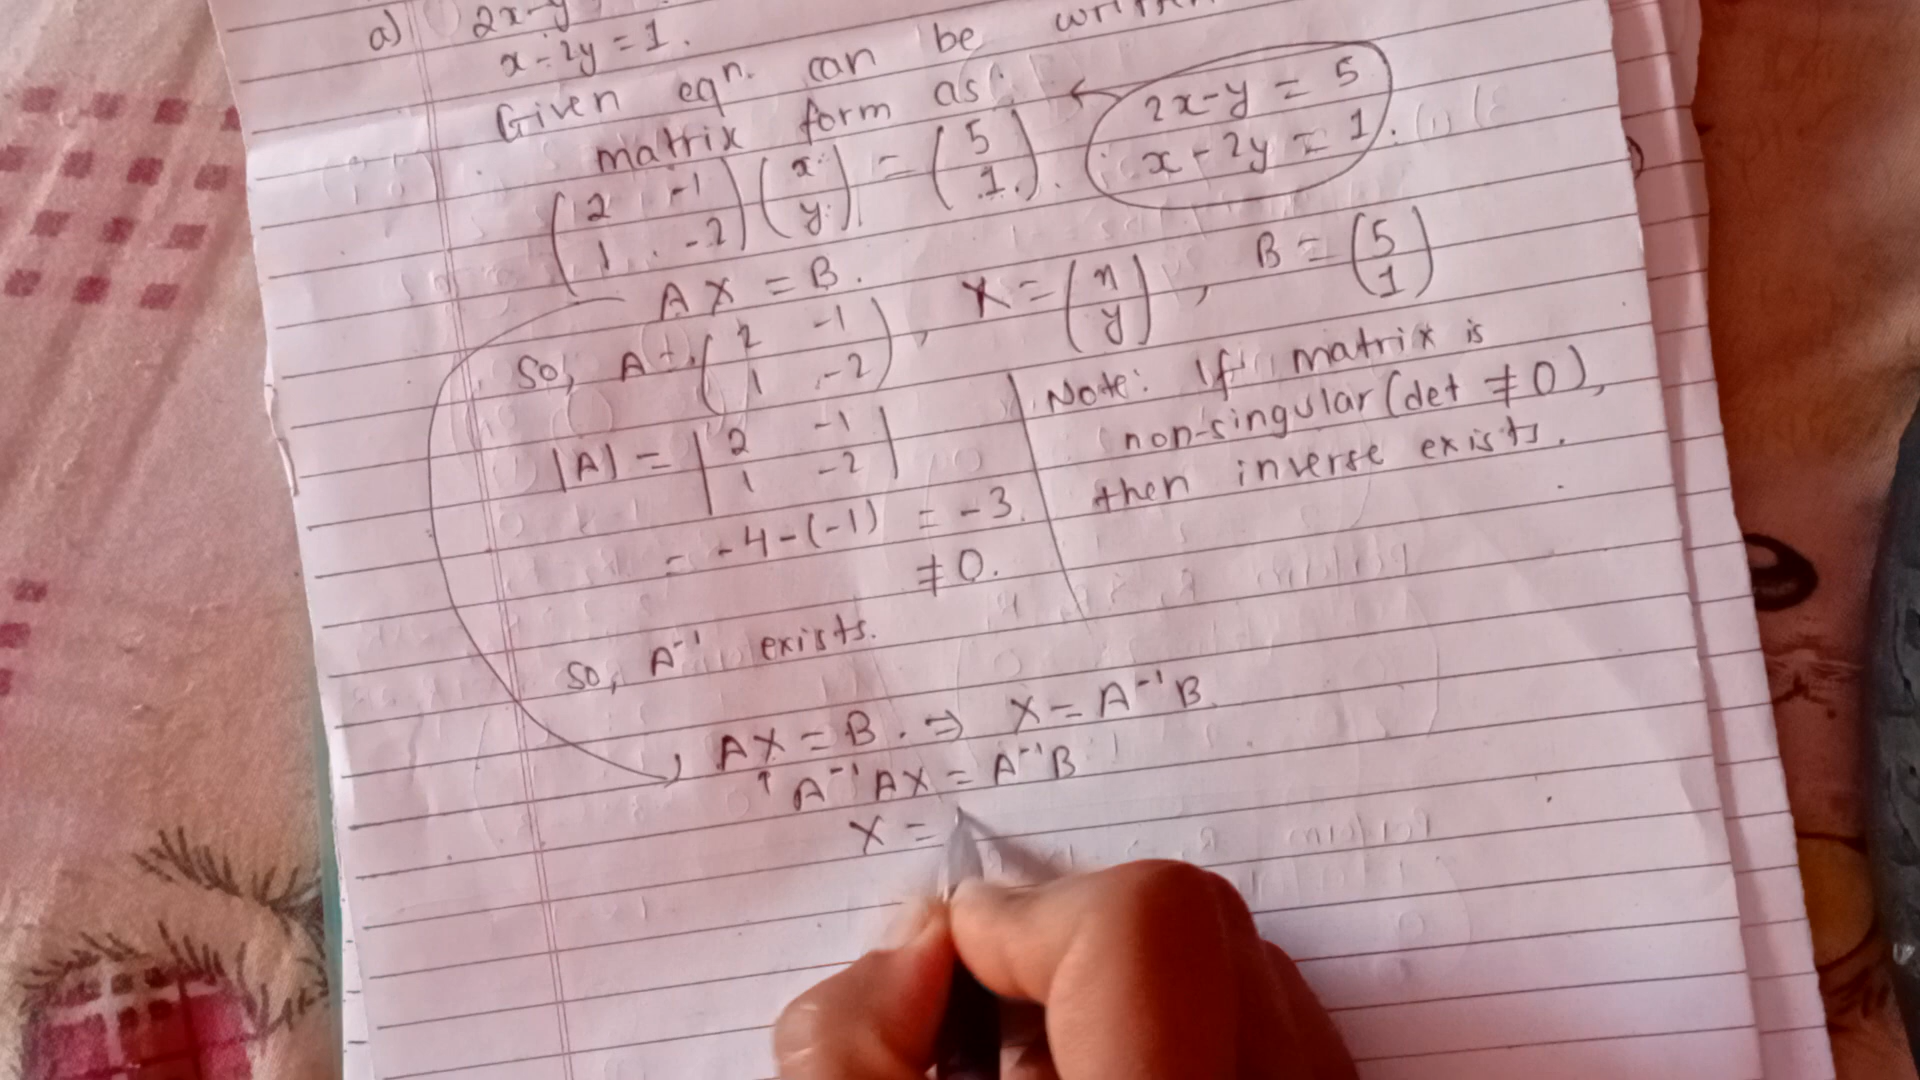 a) 2x-y
x-2y = 1.
Given eqn. can be written
matrix form as:
2x-y = 5
x-2y = 1.
(2 -1
1 -2) (x
y) = (5
1).
AX = B.
So, A = (2 -1
1 -2), X = (x
y), B = (5
1)
|A| = |2 -1
1 -2|
= -4-(-1) = -3.
≠ 0.
Note: If matrix is
non-singular (det ≠ 0),
then inverse exists.
So, A⁻¹ exists.
AX = B. ⇒ X = A⁻¹B.
A⁻¹AX = A⁻¹B
X =